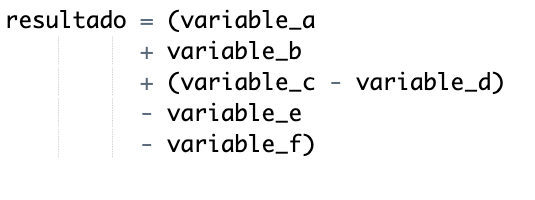 resultado = (variable_a
             + variable_b
             + (variable_c - variable_d)
             - variable_e
             - variable_f)